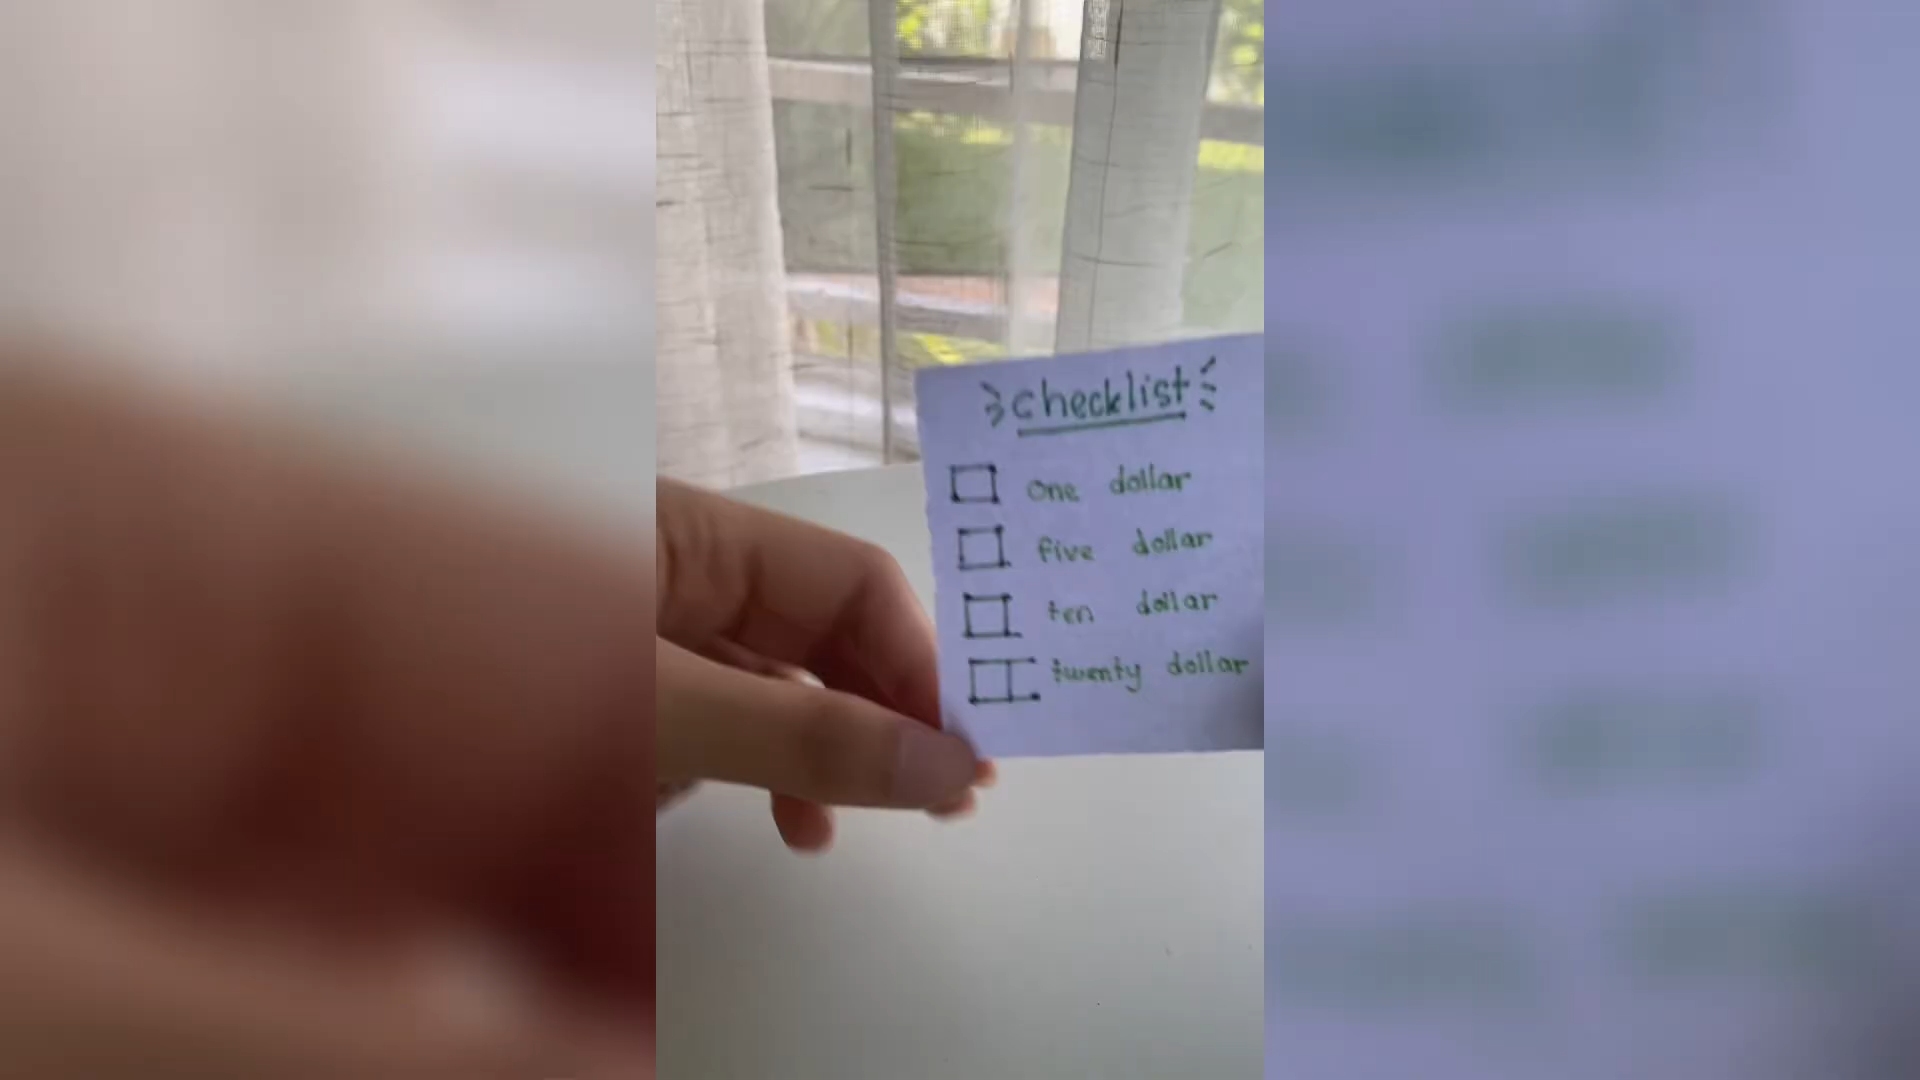 checklist
one dollar
five dollar
ten dollar
twenty dollar